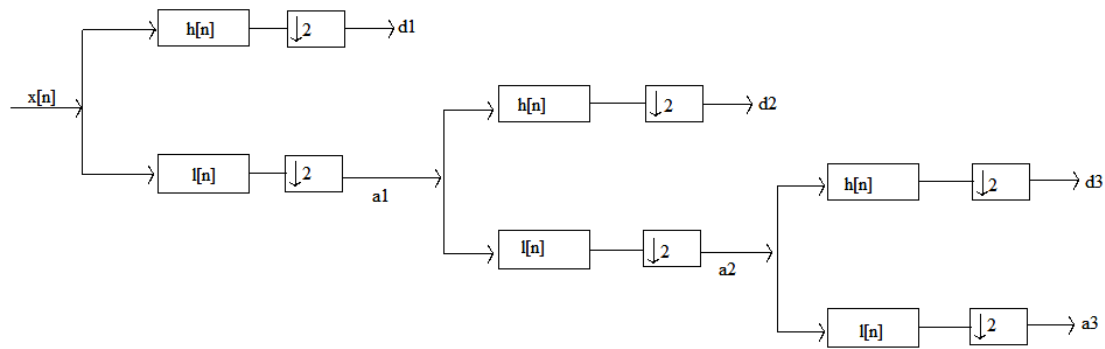 h[n] ↓2 d1
x[n]
h[n] ↓2 d2
l[n] ↓2
a1
h[n] ↓2 d3
l[n] ↓2
a2
l[n] ↓2 a3